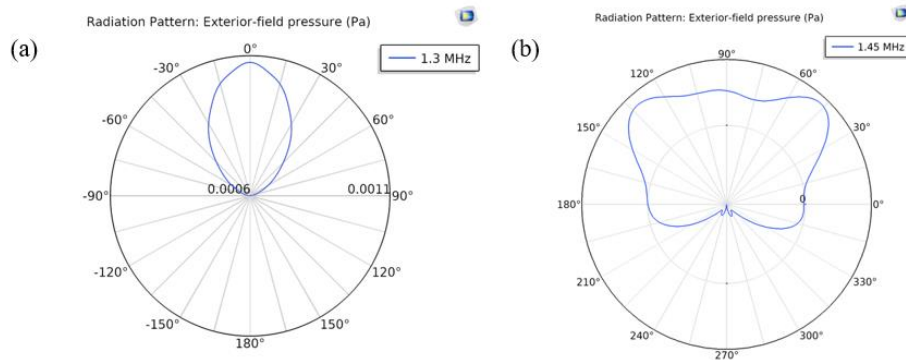 Radiation Pattern: Exterior-field pressure (Pa)
(a)
1.3 MHz
0°
-30° 30°
-60° 60°
-90° 0.0006 0.0011 90°
-120° 120°
-150° 150°
180°
Radiation Pattern: Exterior-field pressure (Pa)
(b)
1.45 MHz
90°
120° 60°
150° 30°
180° 0 0°
210° 330°
240° 300°
270°